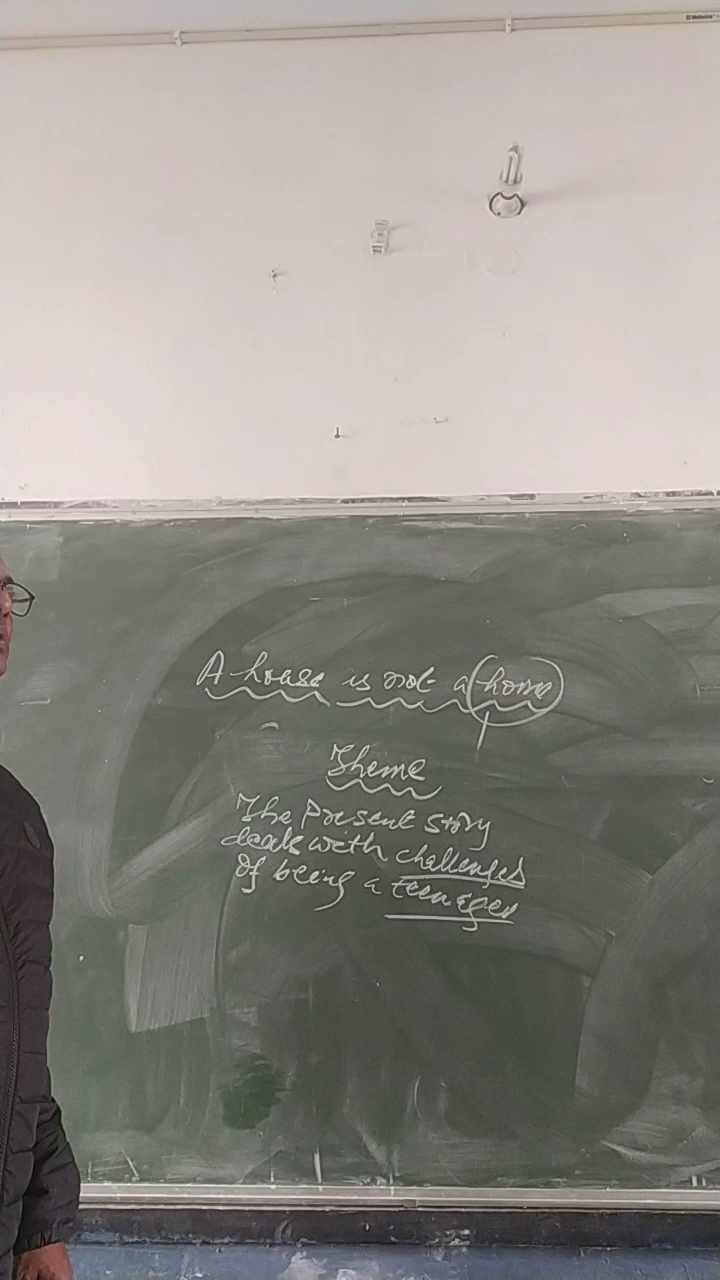 A house is not a home
Theme
The Present story
deals with challenges
Of being a teenager